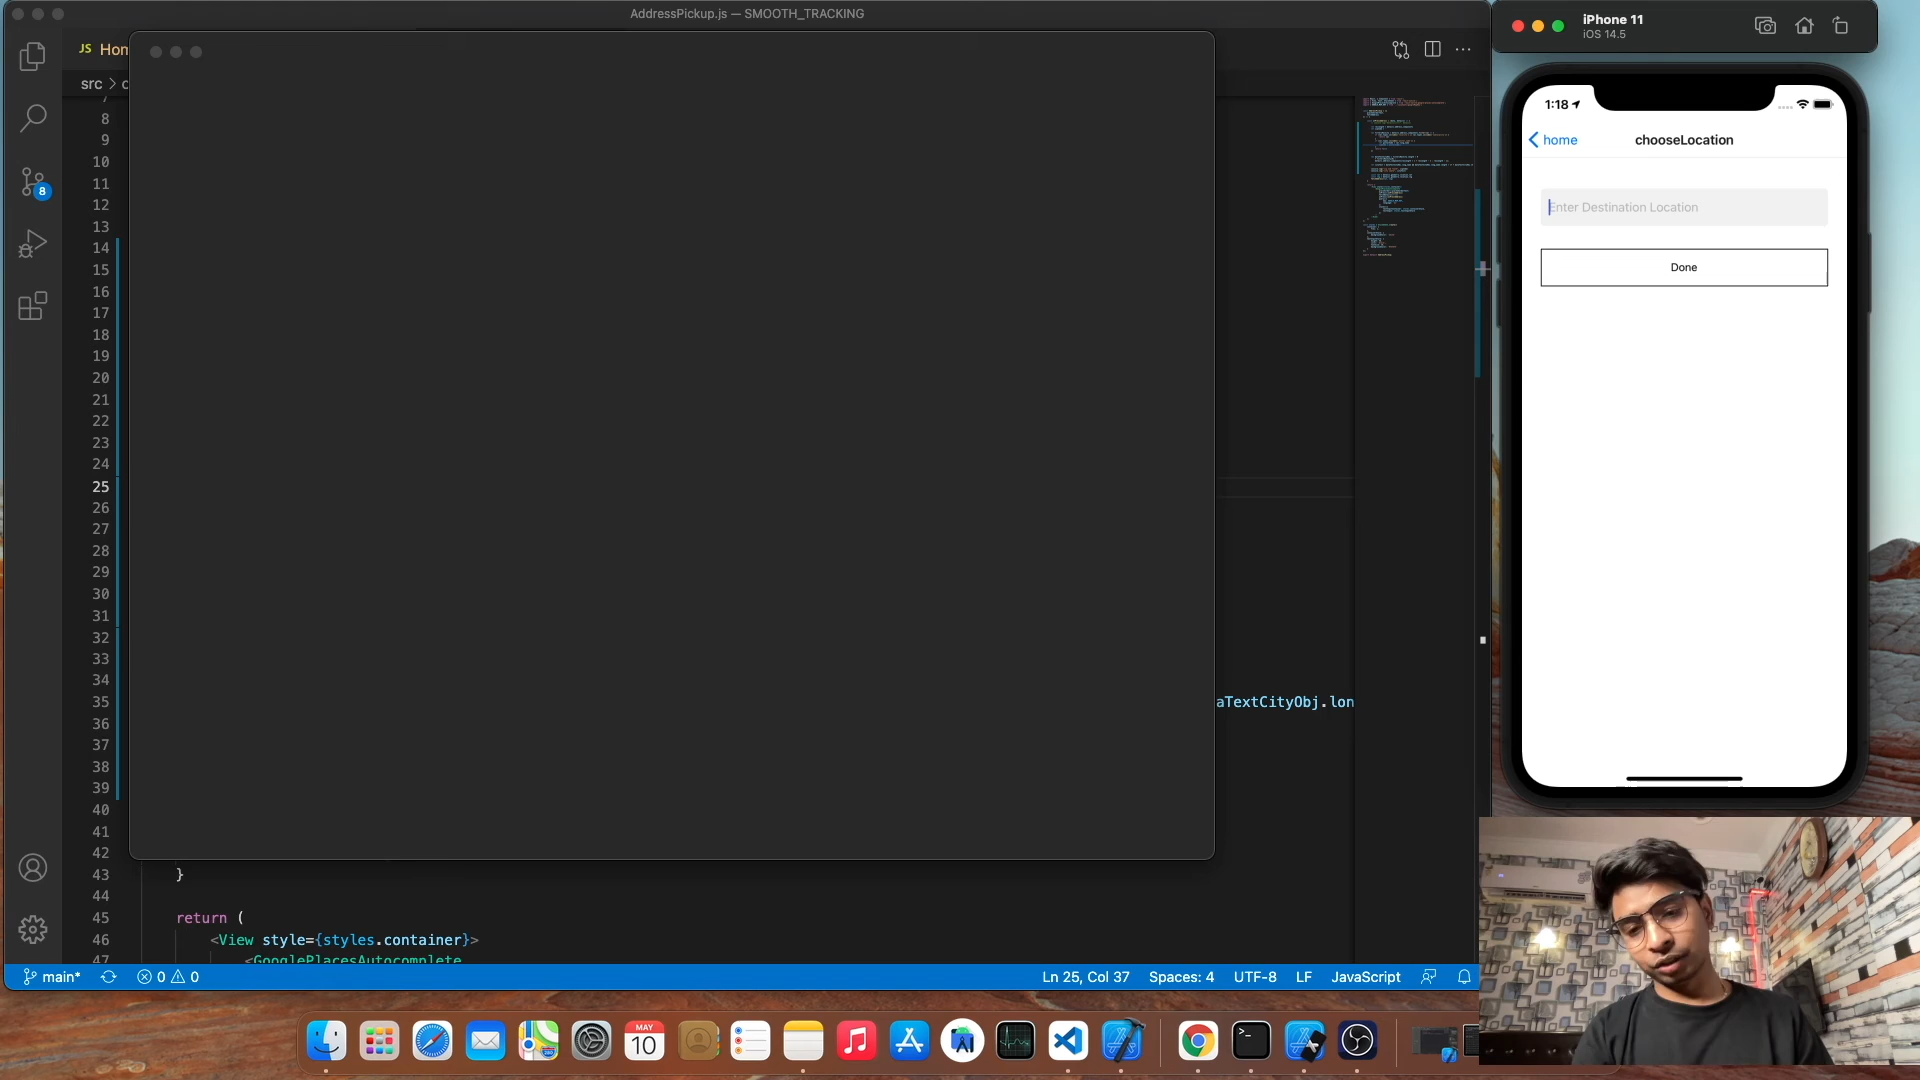 AddressPickup.js — SMOOTH_TRACKING
JS Hom
src > c
8
9
10
11
12
13
14
15
16
17
18
19
20
21
22
23
24
25
26
27
28
29
30
31
32
33
34
35
36
37
38
39
40
41
42
43
44
45
46
47
aTextCityObj.lon
}
return (
<View style={styles.container}>
<GooglePlacesAutocomplete
8
main*
0 0
Ln 25, Col 37
Spaces: 4
UTF-8
LF
JavaScript
iPhone 11
iOS 14.5
1:18
home
chooseLocation
Enter Destination Location
Done
MAY
10